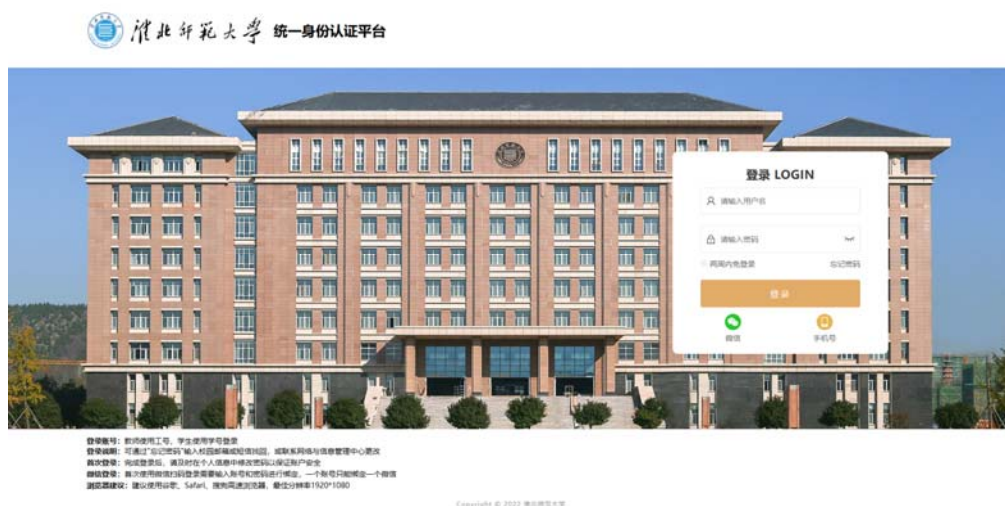 淮北师范大学 统一身份认证平台
登录 LOGIN
请输入用户名
请输入密码
两周内免登录 忘记密码
登录
微信 手机号
登录账号：教师使用工号，学生使用学号登录
登录说明：可通过“忘记密码”输入校园邮箱或短信找回，或联系网络与信息管理中心更改
首次登录：完成登录后，请及时在个人信息中修改密码以保证账户安全
微信登录：首次使用微信扫码登录需要输入账号和密码进行绑定，一个账号只能绑定一个微信
浏览器建议：建议使用谷歌、Safari、搜狗高速浏览器，最佳分辨率1920*1080
Copyright © 2022 淮北师范大学